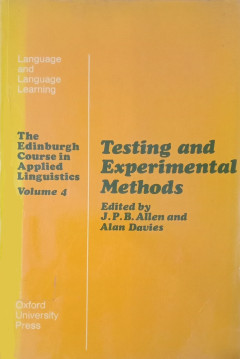 Language
and
Language
Learning
The
Edinburgh
Course in
Applied
Linguistics
Volume 4
Testing and
Experimental
Methods
Edited by
J.P.B. Allen and
Alan Davies
Oxford
University
Press